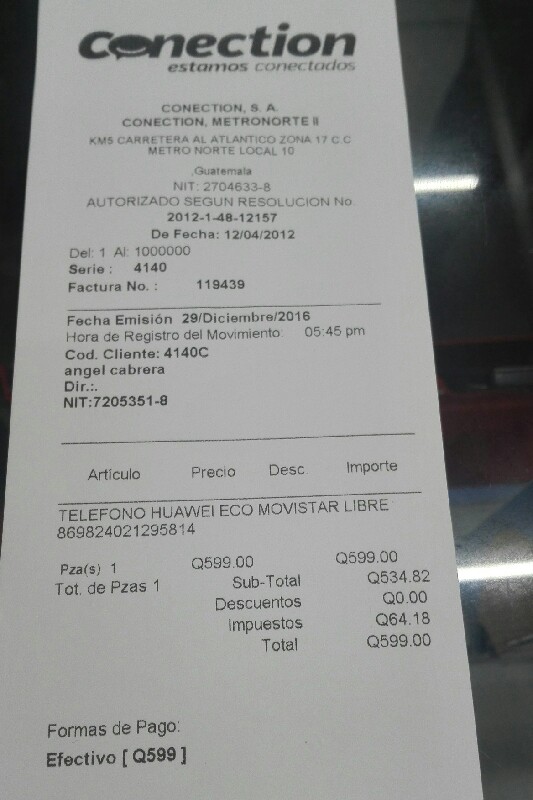 Conection
estamos conectados
CONECTION, S. A.
CONECTION, METRONORTE II
KM5 CARRETERA AL ATLANTICO ZONA 17 C C
METRO NORTE LOCAL 10
,Guatemala
NIT: 2704633-8
AUTORIZADO SEGUN RESOLUCION No.
2012-1-48-12157
De Fecha: 12/04/2012
Del: 1 Al: 1000000
Serie : 4140
Factura No. : 119439
Fecha Emisión 29/Diciembre/2016
Hora de Registro del Movimiento: 05:45 pm
Cod. Cliente: 4140C
angel cabrera
Dir.:.
NIT:7205351-8
Artículo Precio Desc Importe
TELEFONO HUAWEI ECO MOVISTAR LIBRE
869824021295814
Pza(s) 1 Q599.00 Q599.00
Tot. de Pzas 1 Sub-Total Q534.82
Descuentos Q0.00
Impuestos Q64.18
Total Q599.00
Formas de Pago:
Efectivo [ Q599 ]